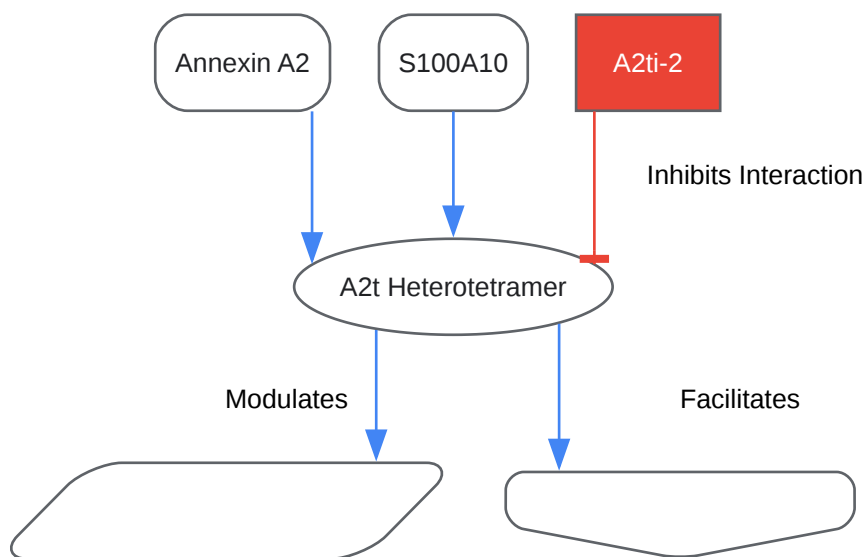 Annexin A2
S100A10
A2ti-2
Inhibits Interaction
A2t Heterotetramer
Modulates
Facilitates